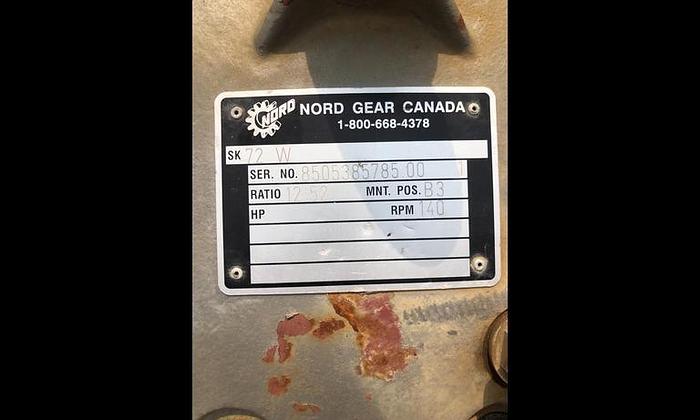 NORD NORD GEAR CANADA
1-800-668-4378
SK 72 W
SER. NO. 8505385785.00
RATIO 12.52 MNT. POS. B3
HP RPM 140